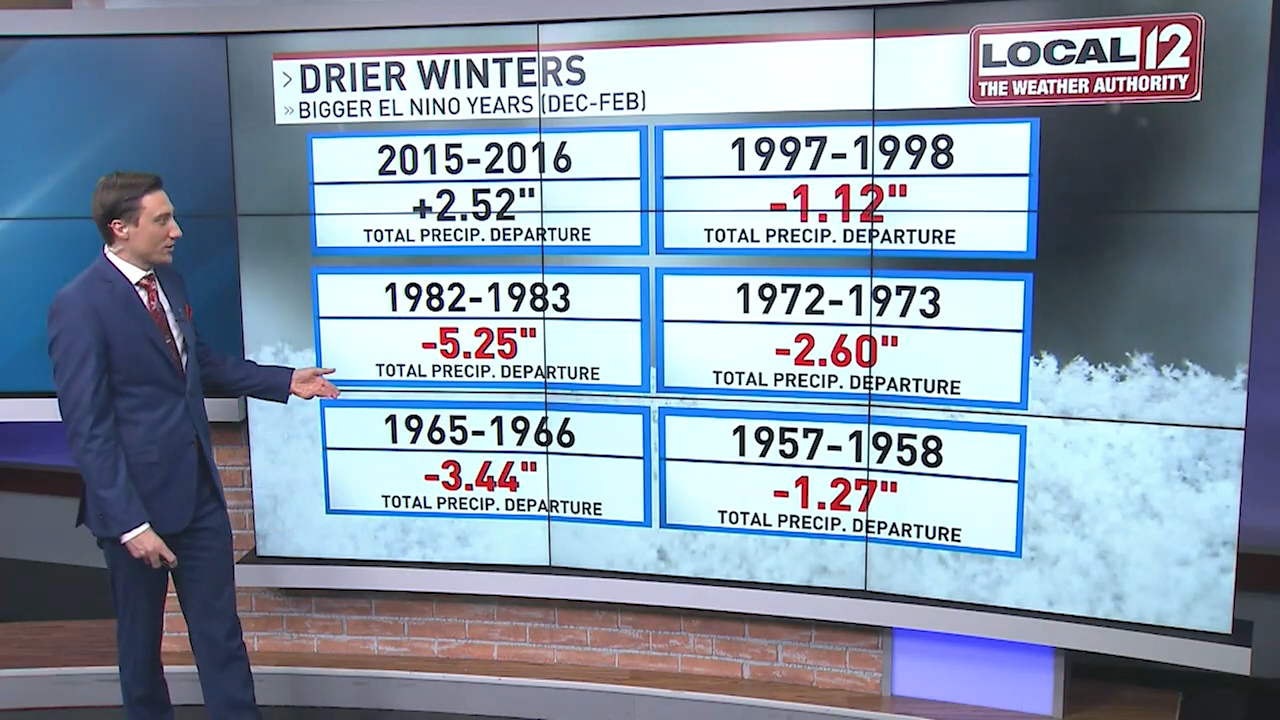 > DRIER WINTERS
» BIGGER EL NINO YEARS (DEC-FEB)
LOCAL 12
THE WEATHER AUTHORITY
2015-2016
+2.52"
TOTAL PRECIP. DEPARTURE
1997-1998
-1.12"
TOTAL PRECIP. DEPARTURE
1982-1983
-5.25"
TOTAL PRECIP. DEPARTURE
1972-1973
-2.60"
TOTAL PRECIP. DEPARTURE
1965-1966
-3.44"
TOTAL PRECIP. DEPARTURE
1957-1958
-1.27"
TOTAL PRECIP. DEPARTURE